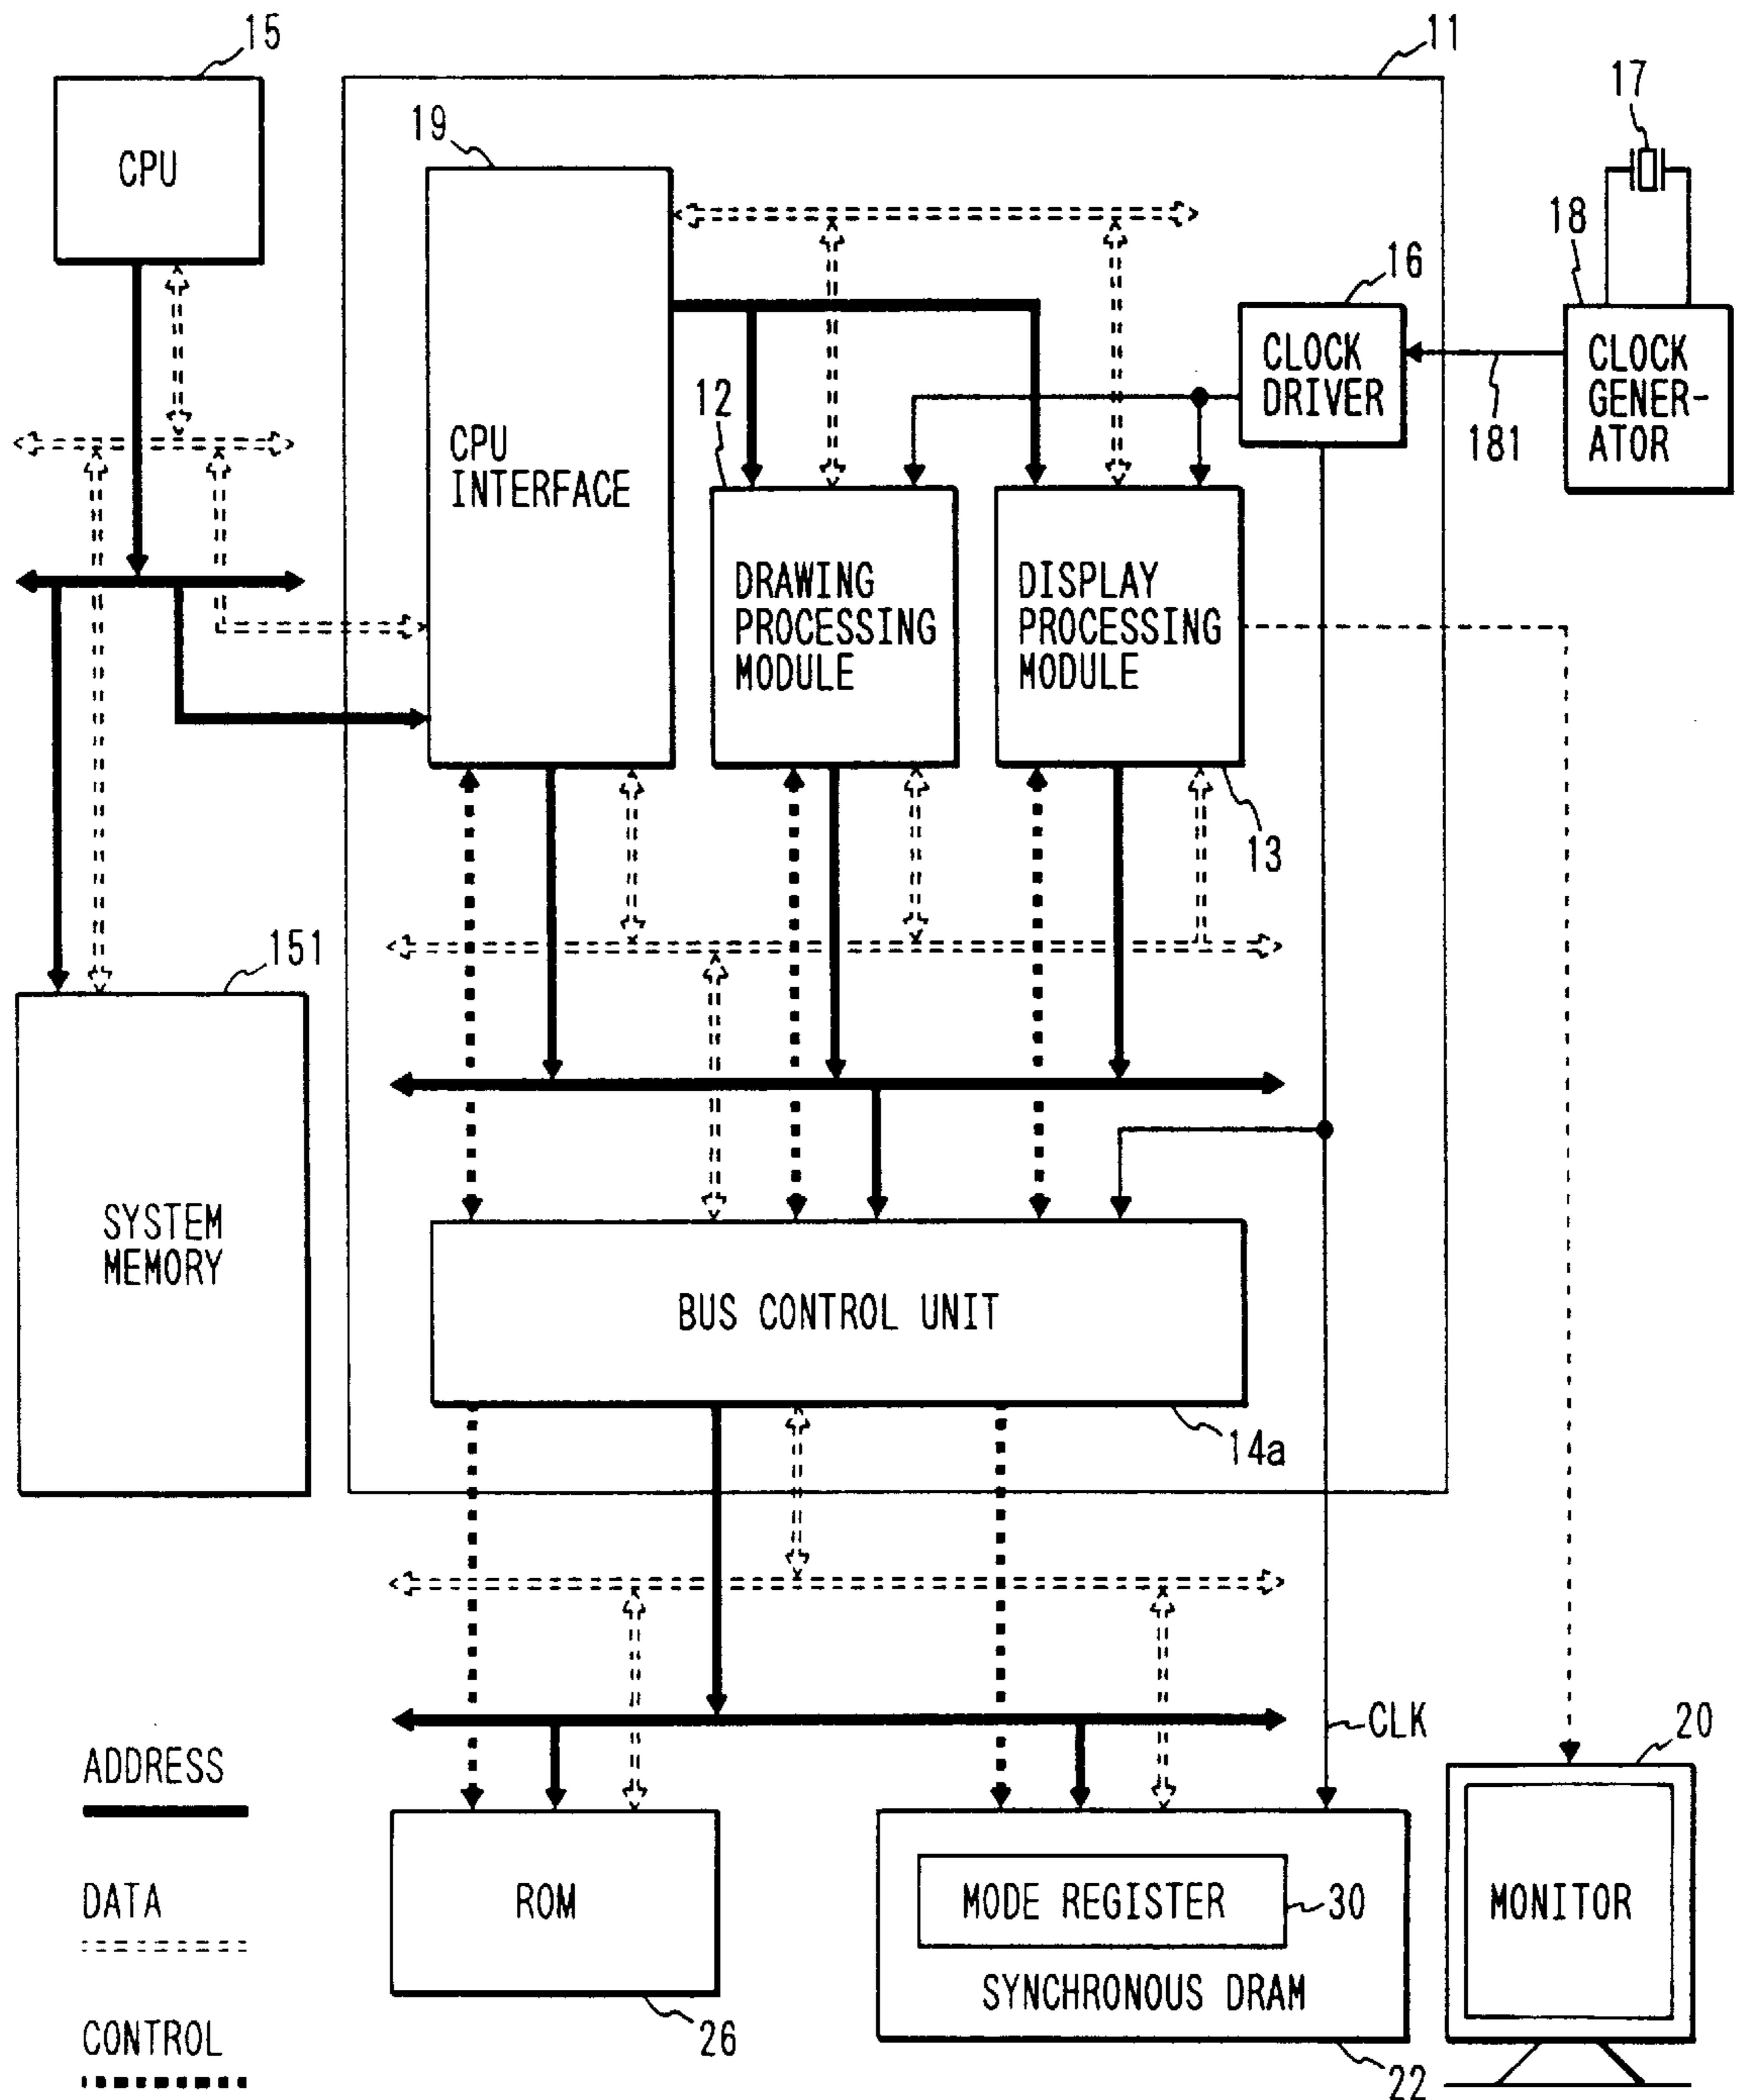 15
11
17
CPU
19
18
16
CLOCK
DRIVER
CLOCK
GENER-
ATOR
181
12
CPU
INTERFACE
DRAWING
PROCESSING
MODULE
DISPLAY
PROCESSING
MODULE
13
151
SYSTEM
MEMORY
BUS CONTROL UNIT
14a
CLK
20
ADDRESS
DATA
CONTROL
ROM
26
MODE REGISTER
30
SYNCHRONOUS DRAM
22
MONITOR